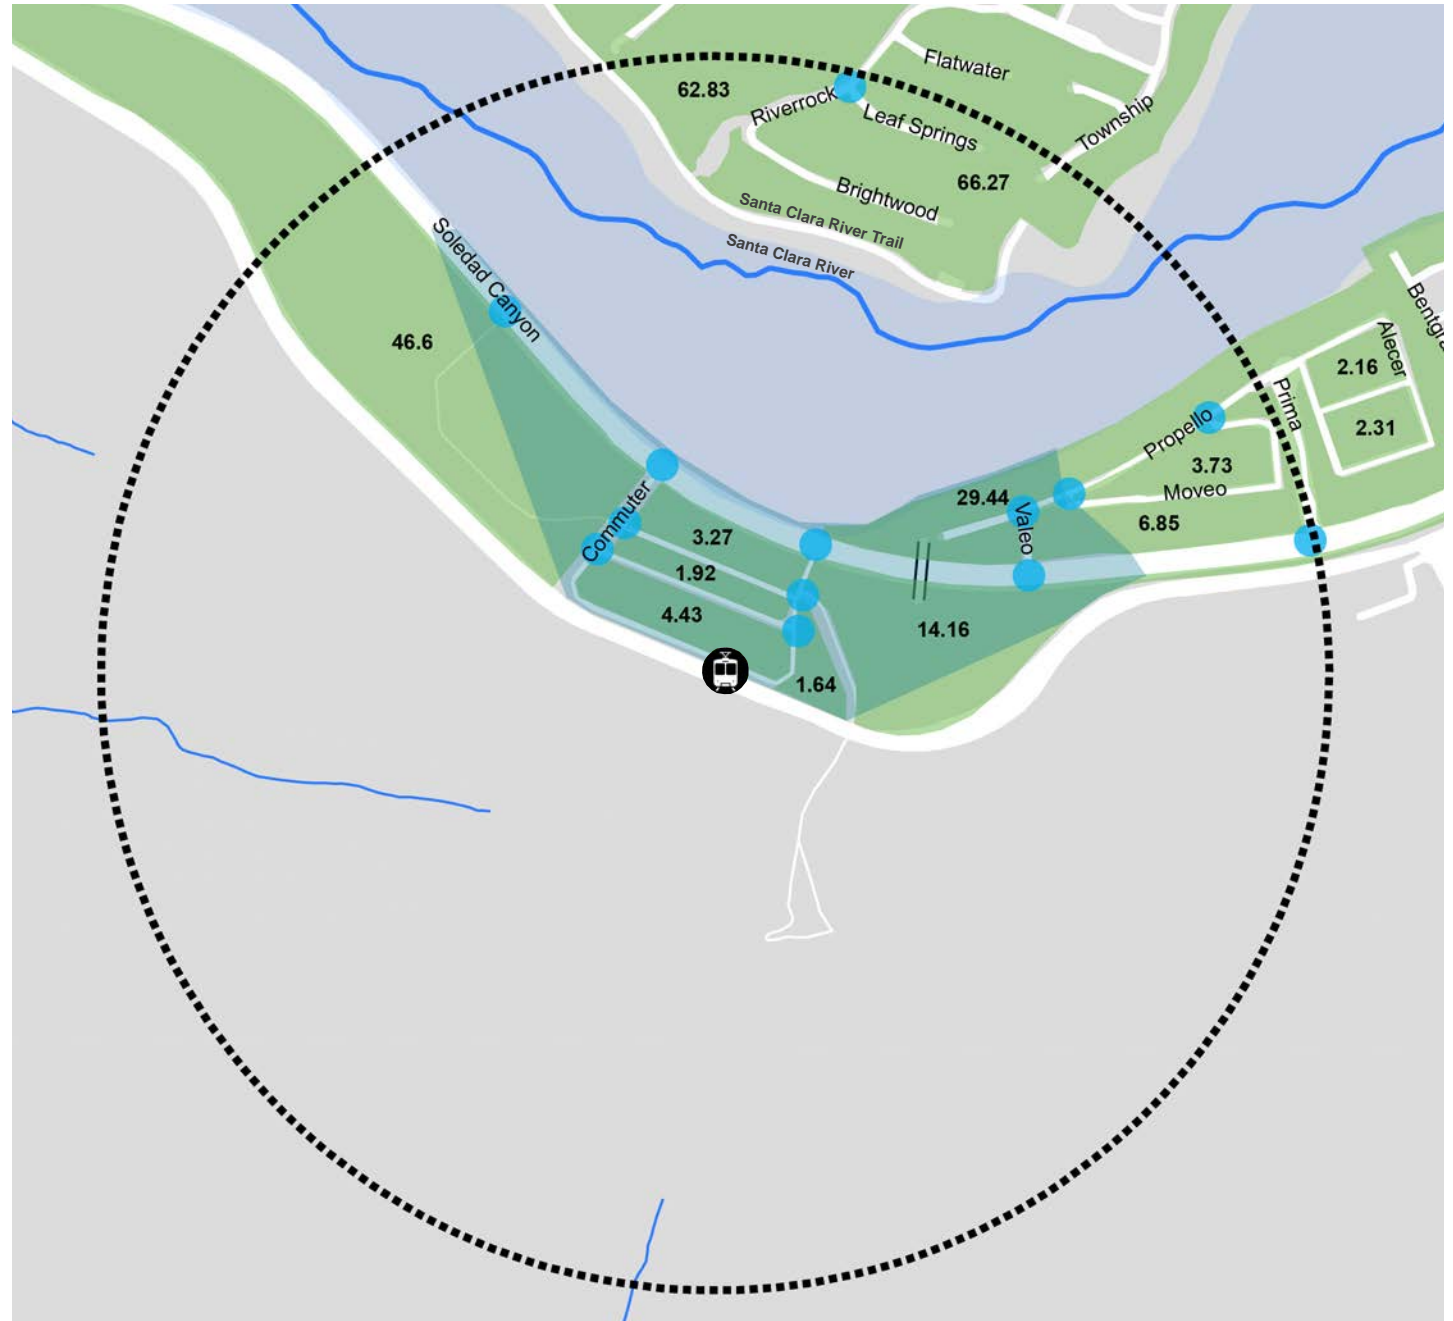 Flatwater
62.83
Riverrock
Leaf Springs
Township
66.27
Brightwood
Santa Clara River Trail
Santa Clara River
Soledad Canyon
46.6
Bentgra
Alecer
2.16
Prima
2.31
Propello
3.73
Moveo
29.44
Valeo
6.85
Commuter
3.27
1.92
4.43
14.16
1.64